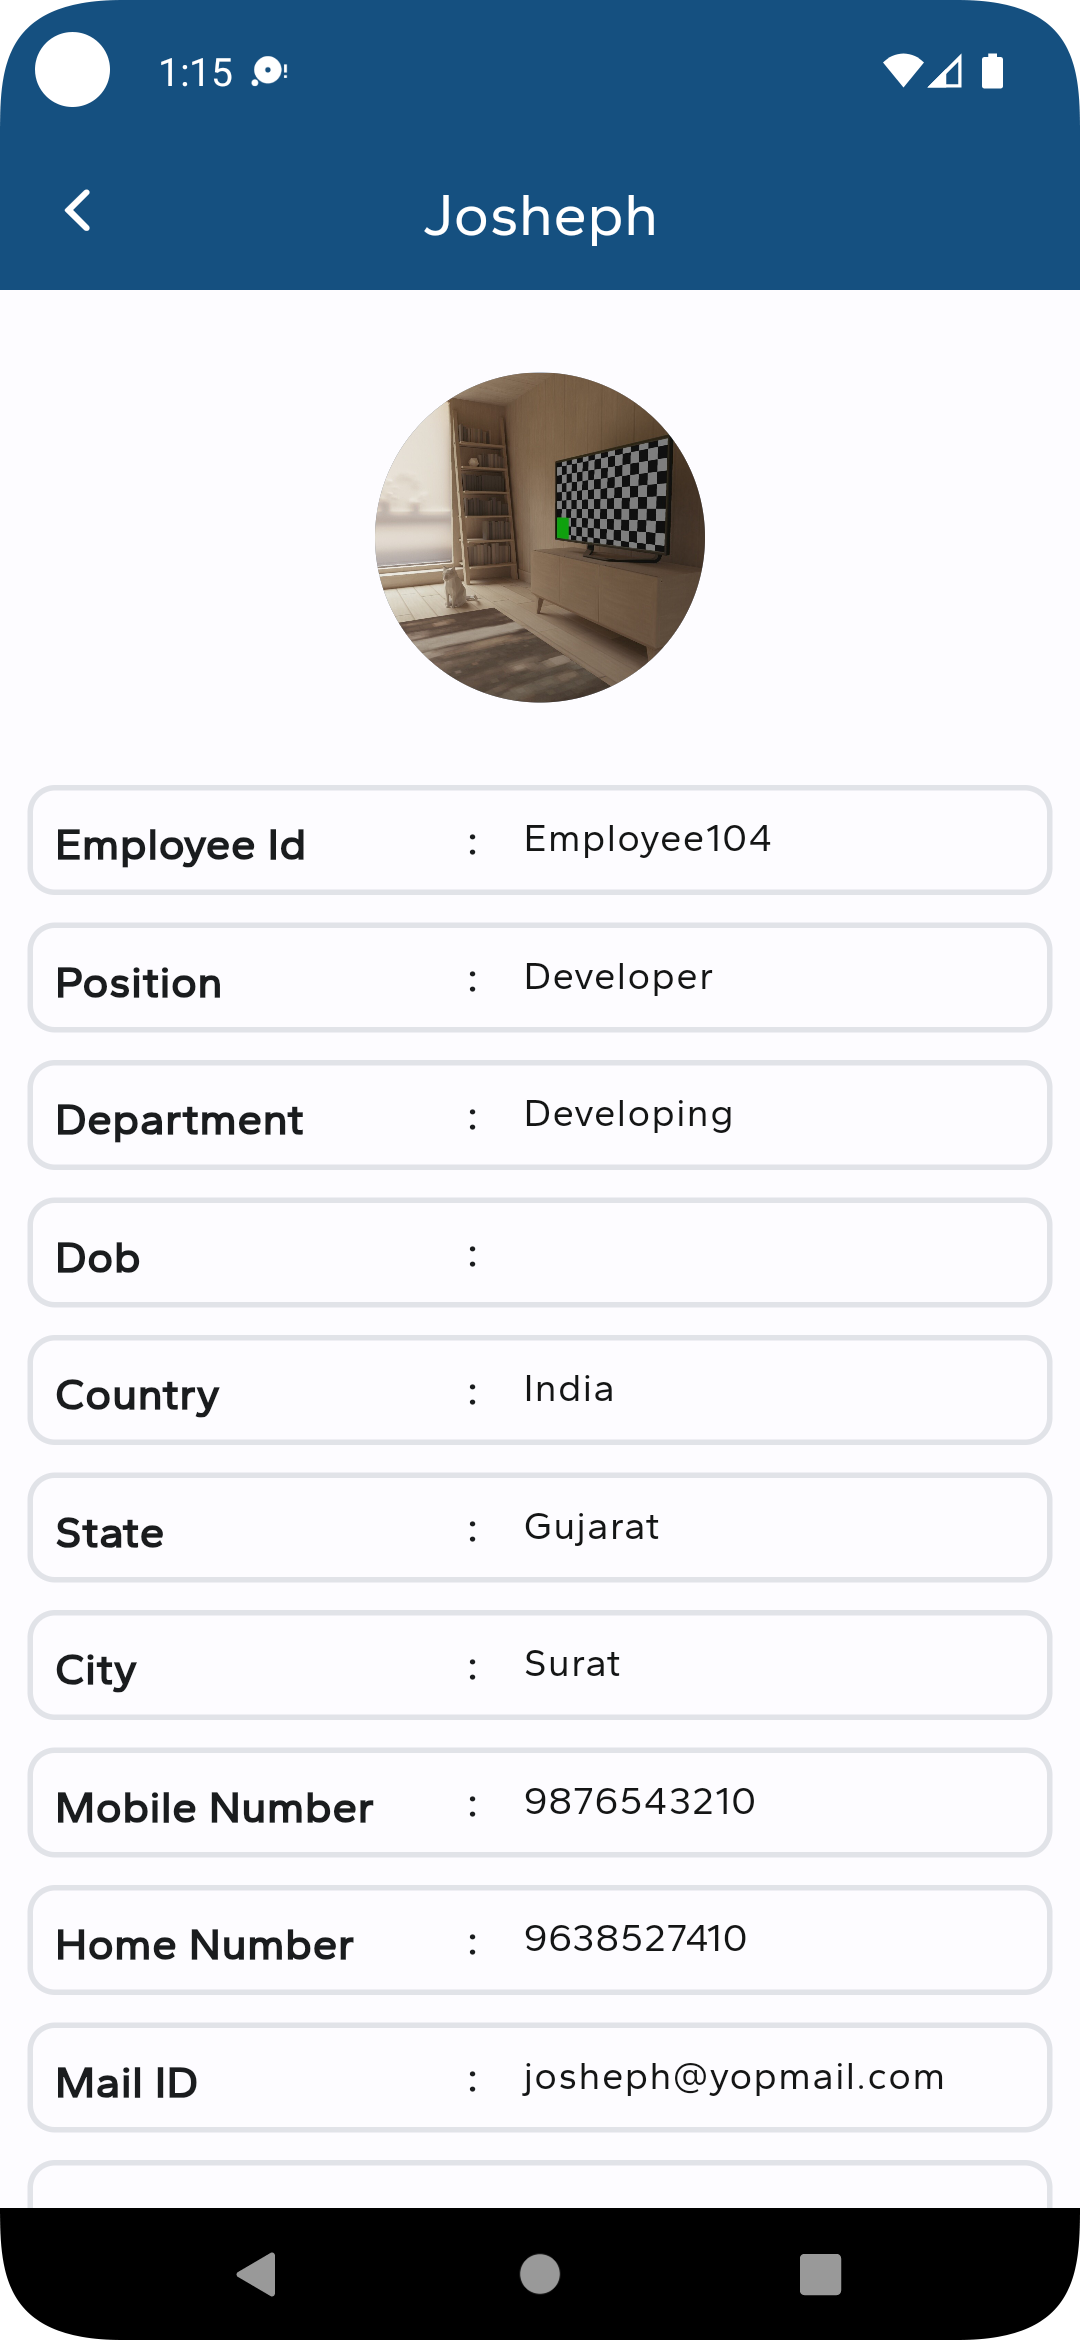 1:15
Josheph
Employee Id : Employee104
Position : Developer
Department : Developing
Dob :
Country : India
State : Gujarat
City : Surat
Mobile Number : 9876543210
Home Number : 9638527410
Mail ID : josheph@yopmail.com